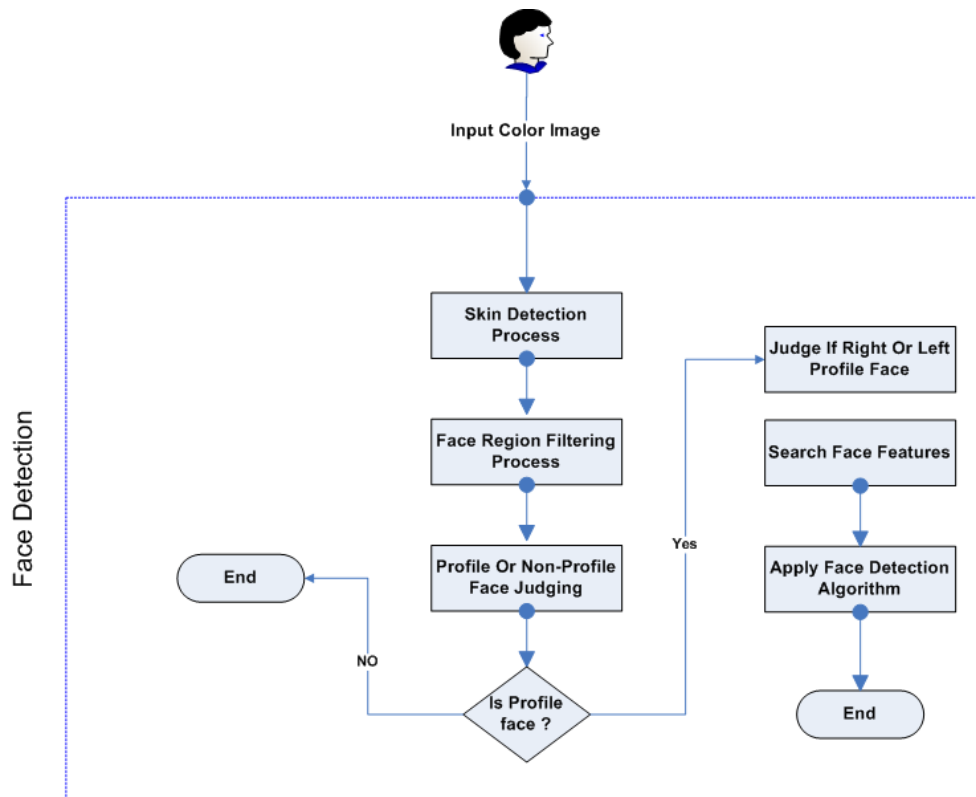 Input Color Image
Face Detection
Skin Detection
Process
Face Region Filtering
Process
Profile Or Non-Profile
Face Judging
Is Profile
face ?
NO
End
Yes
Judge If Right Or Left
Profile Face
Search Face Features
Apply Face Detection
Algorithm
End